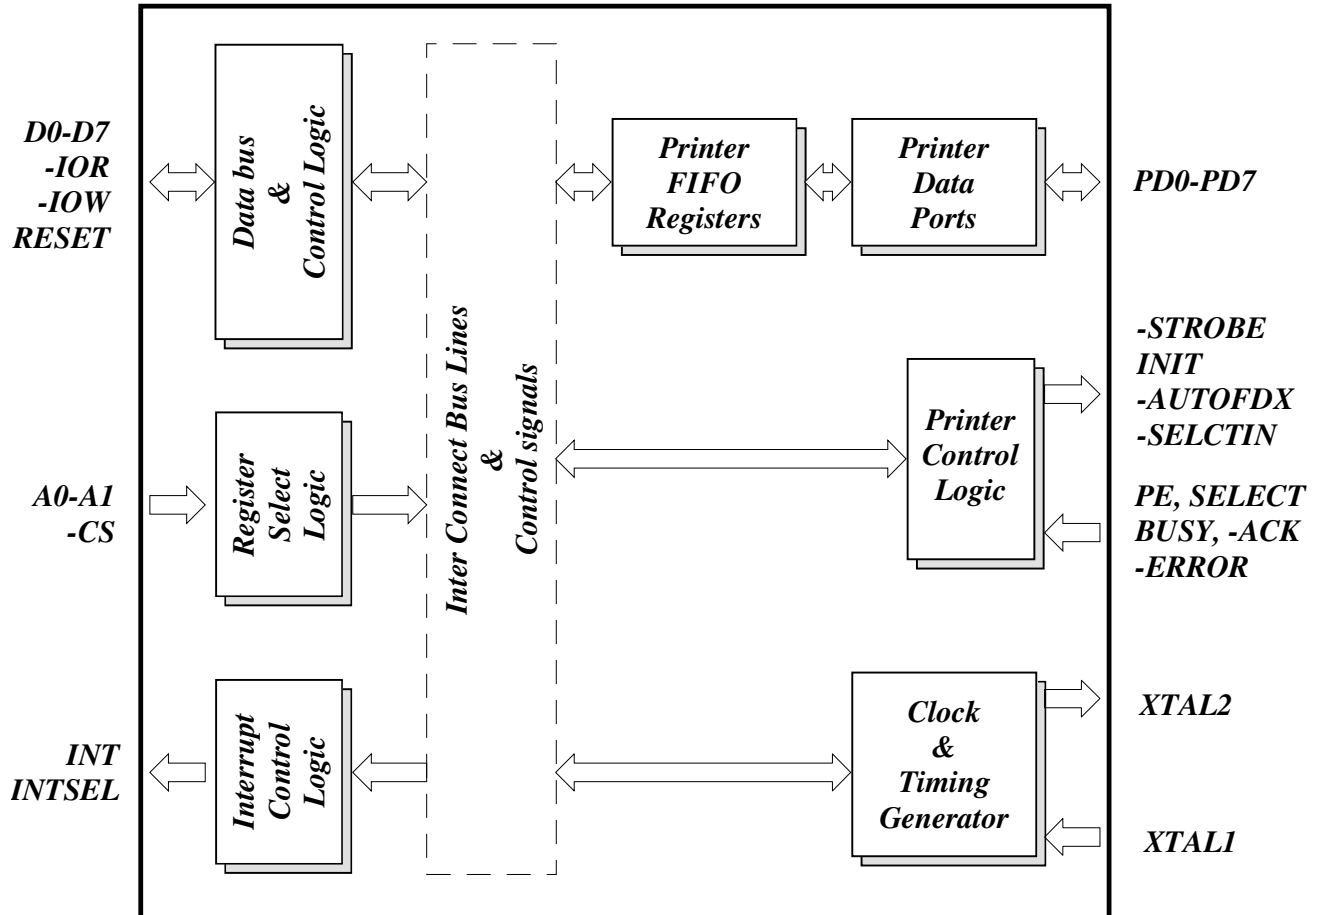 D0-D7
-IOR
-IOW
RESET
Data bus
&
Control Logic
A0-A1
-CS
Register
Select
Logic
INT
INTSEL
Interrupt
Control
Logic
Inter Connect Bus Lines
&
Control signals
Printer
FIFO
Registers
Printer
Data
Ports
PD0-PD7
Printer
Control
Logic
-STROBE
INIT
-AUTOFDX
-SELCTIN
PE, SELECT
BUSY, -ACK
-ERROR
Clock
&
Timing
Generator
XTAL2
XTAL1